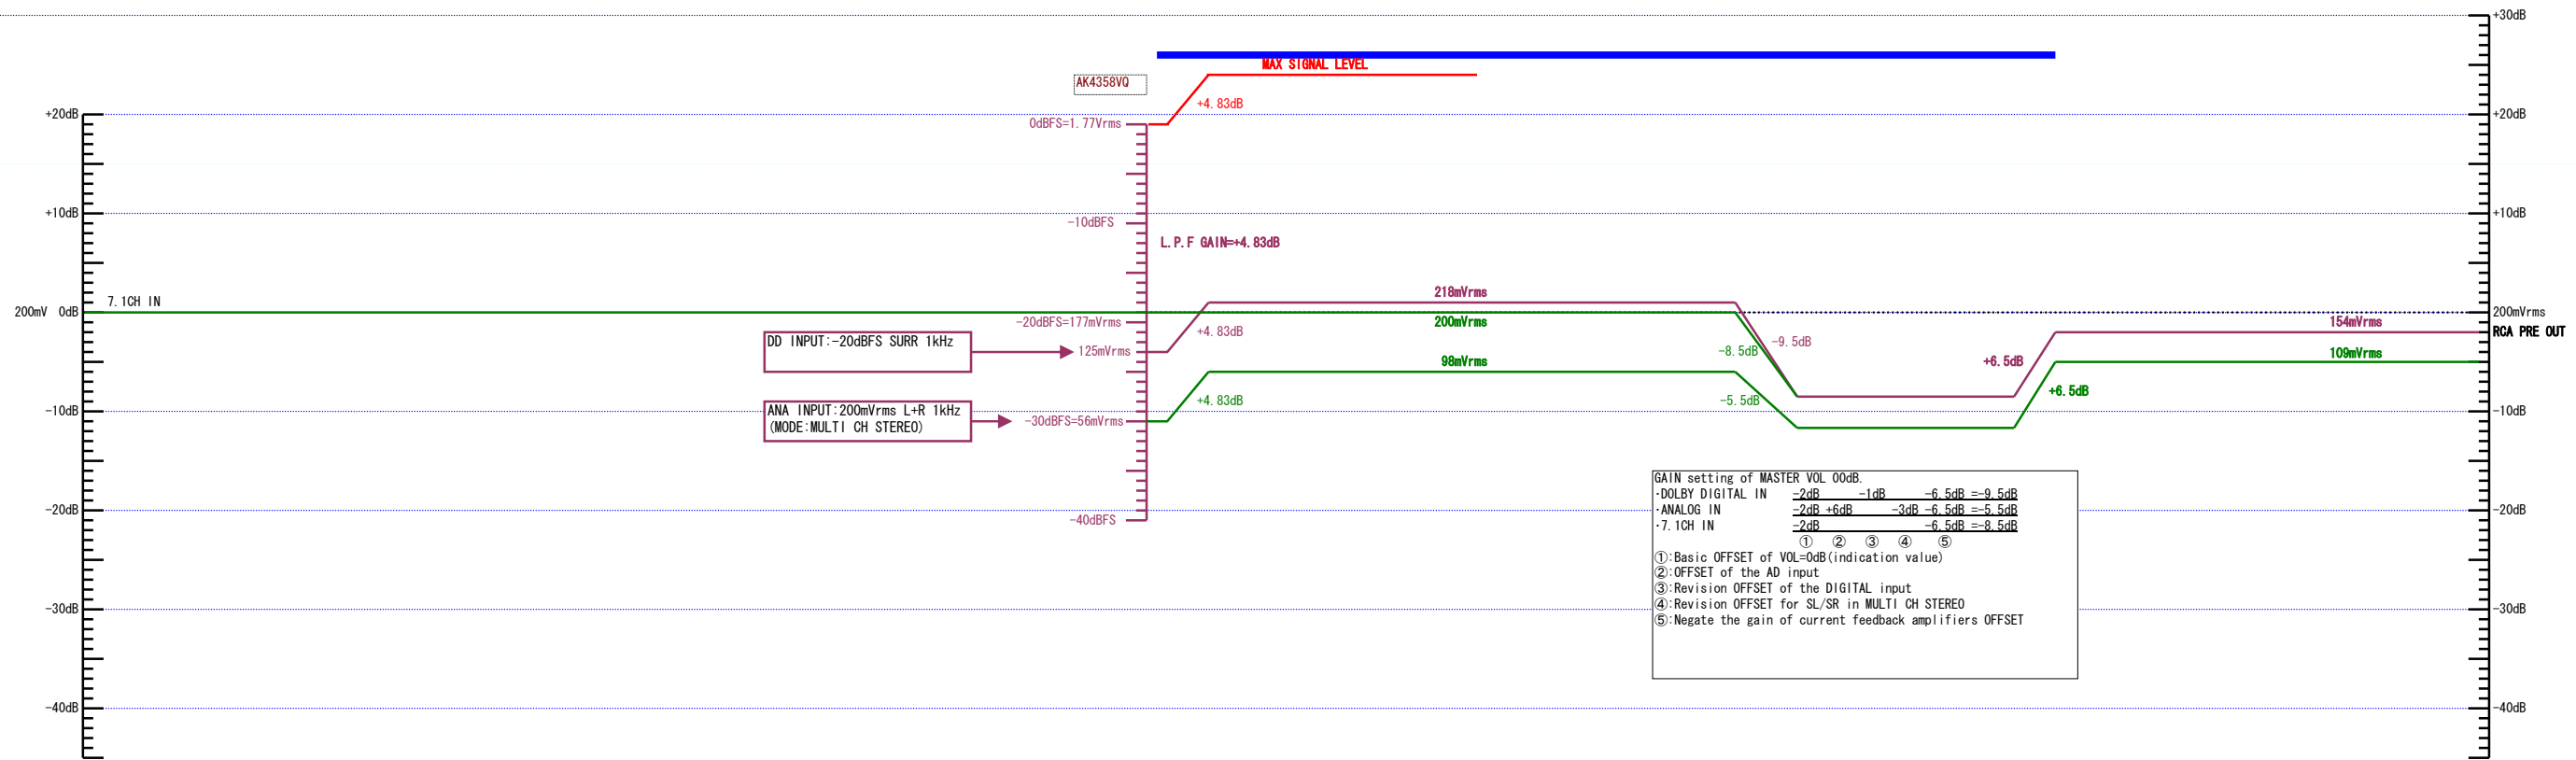 +30dB
MAX SIGNAL LEVEL
AK4358VQ
+4.83dB
+20dB
+20dB
0dBFS=1.77Vrms
+10dB
+10dB
-10dBFS
L.P.F GAIN=+4.83dB
7.1CH IN
218mVrms
200mV 0dB
200mVrms
-20dBFS=177mVrms
200mVrms
154mVrms
+4.83dB
RCA PRE OUT
DD INPUT:-20dBFS SURR 1kHz
125mVrms
-8.5dB
-9.5dB
98mVrms
+6.5dB
109mVrms
+6.5dB
+4.83dB
-5.5dB
-10dB
ANA INPUT:200mVrms L+R 1kHz
(MODE:MULTI CH STEREO)
-30dBFS=56mVrms
-10dB
GAIN setting of MASTER VOL 00dB.
・DOLBY DIGITAL IN -2dB -1dB -6.5dB =-9.5dB
・ANALOG IN -2dB +6dB -3dB -6.5dB =-5.5dB
・7.1CH IN -2dB -6.5dB =-8.5dB
① ② ③ ④ ⑤
①:Basic OFFSET of VOL=0dB(indication value)
②:OFFSET of the AD input
③:Revision OFFSET of the DIGITAL input
④:Revision OFFSET for SL/SR in MULTI CH STEREO
⑤:Negate the gain of current feedback amplifiers OFFSET
-20dB
-40dBFS
-20dB
-30dB
-30dB
-40dB
-40dB